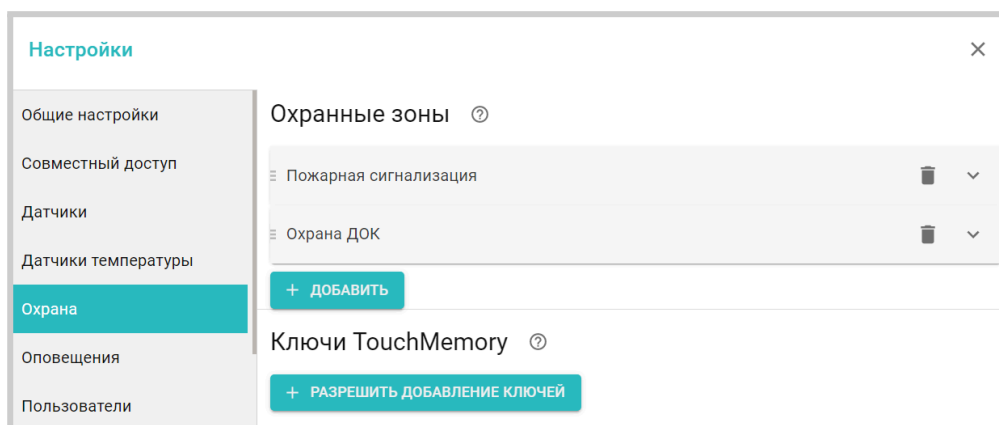 Настройки
Общие настройки
Совместный доступ
Датчики
Датчики температуры
Охрана
Оповещения
Пользователи
Охранные зоны
Пожарная сигнализация
Охрана ДОК
+ ДОБАВИТЬ
Ключи TouchMemory
+ РАЗРЕШИТЬ ДОБАВЛЕНИЕ КЛЮЧЕЙ